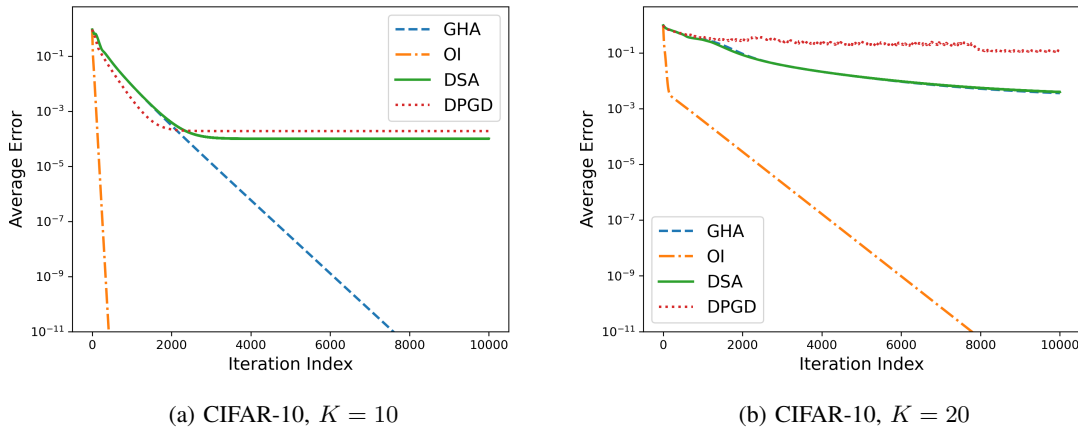 GHA
OI
DSA
DPGD
Average Error
10⁻¹
10⁻³
10⁻⁵
10⁻⁷
10⁻⁹
10⁻¹¹
0 2000 4000 6000 8000 10000
Iteration Index
(a) CIFAR-10, K = 10
Average Error
10⁻¹
10⁻³
10⁻⁵
10⁻⁷
10⁻⁹
10⁻¹¹
GHA
OI
DSA
DPGD
0 2000 4000 6000 8000 10000
Iteration Index
(b) CIFAR-10, K = 20